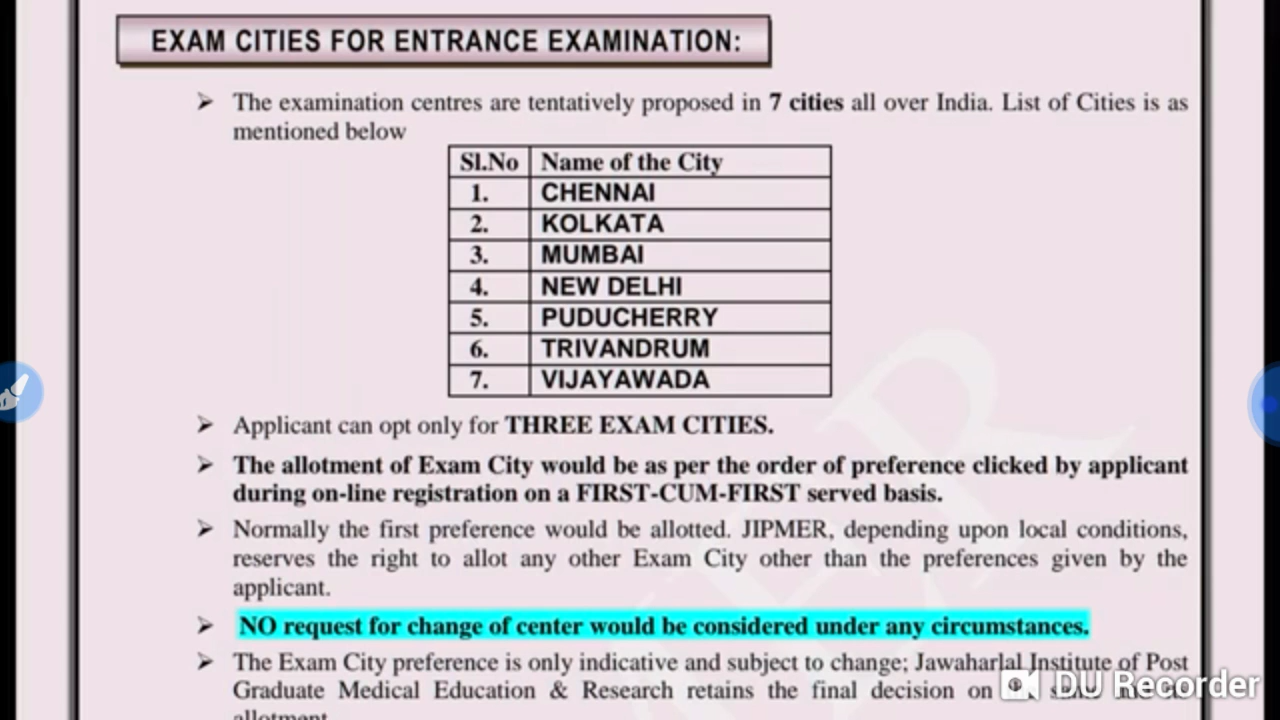 EXAM CITIES FOR ENTRANCE EXAMINATION:
➢ The examination centres are tentatively proposed in 7 cities all over India. List of Cities is as
mentioned below
Sl.No Name of the City
1. CHENNAI
2. KOLKATA
3. MUMBAI
4. NEW DELHI
5. PUDUCHERRY
6. TRIVANDRUM
7. VIJAYAWADA
➢ Applicant can opt only for THREE EXAM CITIES.
➢ The allotment of Exam City would be as per the order of preference clicked by applicant
during on-line registration on a FIRST-CUM-FIRST served basis.
➢ Normally the first preference would be allotted. JIPMER, depending upon local conditions,
reserves the right to allot any other Exam City other than the preferences given by the
applicant.
➢ NO request for change of center would be considered under any circumstances.
➢ The Exam City preference is only indicative and subject to change; Jawaharlal Institute of Post
Graduate Medical Education & Research retains the final decision on
allotment.
DU Recorder